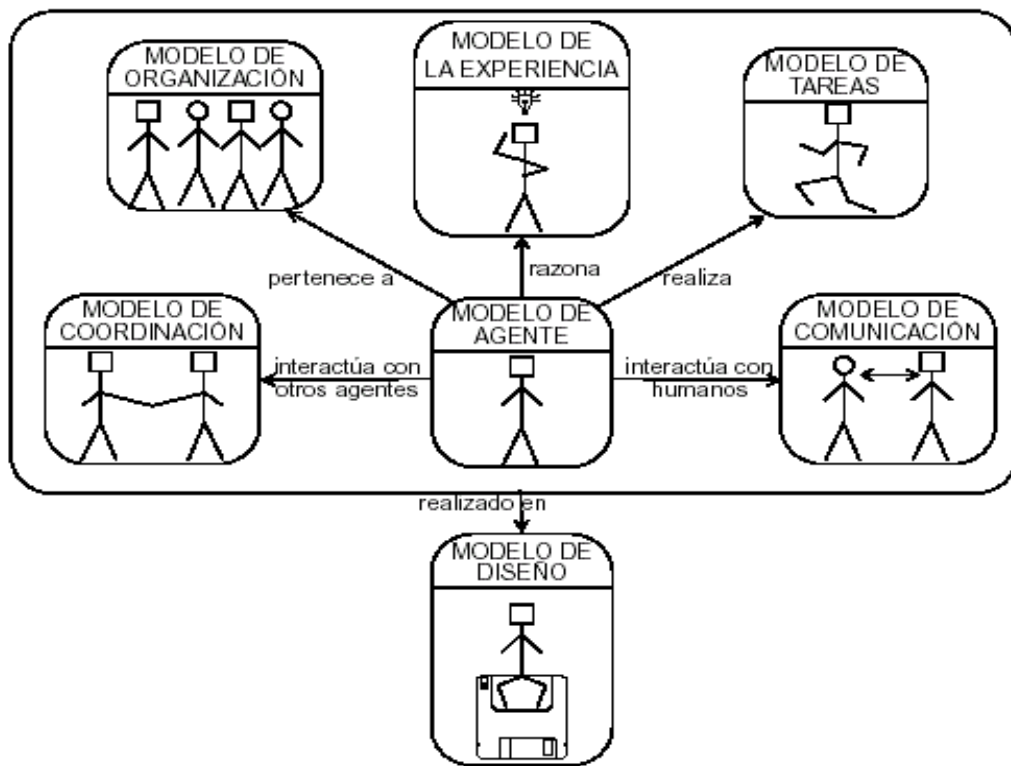 MODELO DE
ORGANIZACIÓN
MODELO DE
LA EXPERIENCIA
MODELO DE
TAREAS
pertenece a
razona
realiza
MODELO DE
COORDINACIÓN
interactúa con
otros agentes
MODELO DE
AGENTE
interactúa con
humanos
MODELO DE
COMUNICACIÓN
realizado en
MODELO DE
DISEÑO